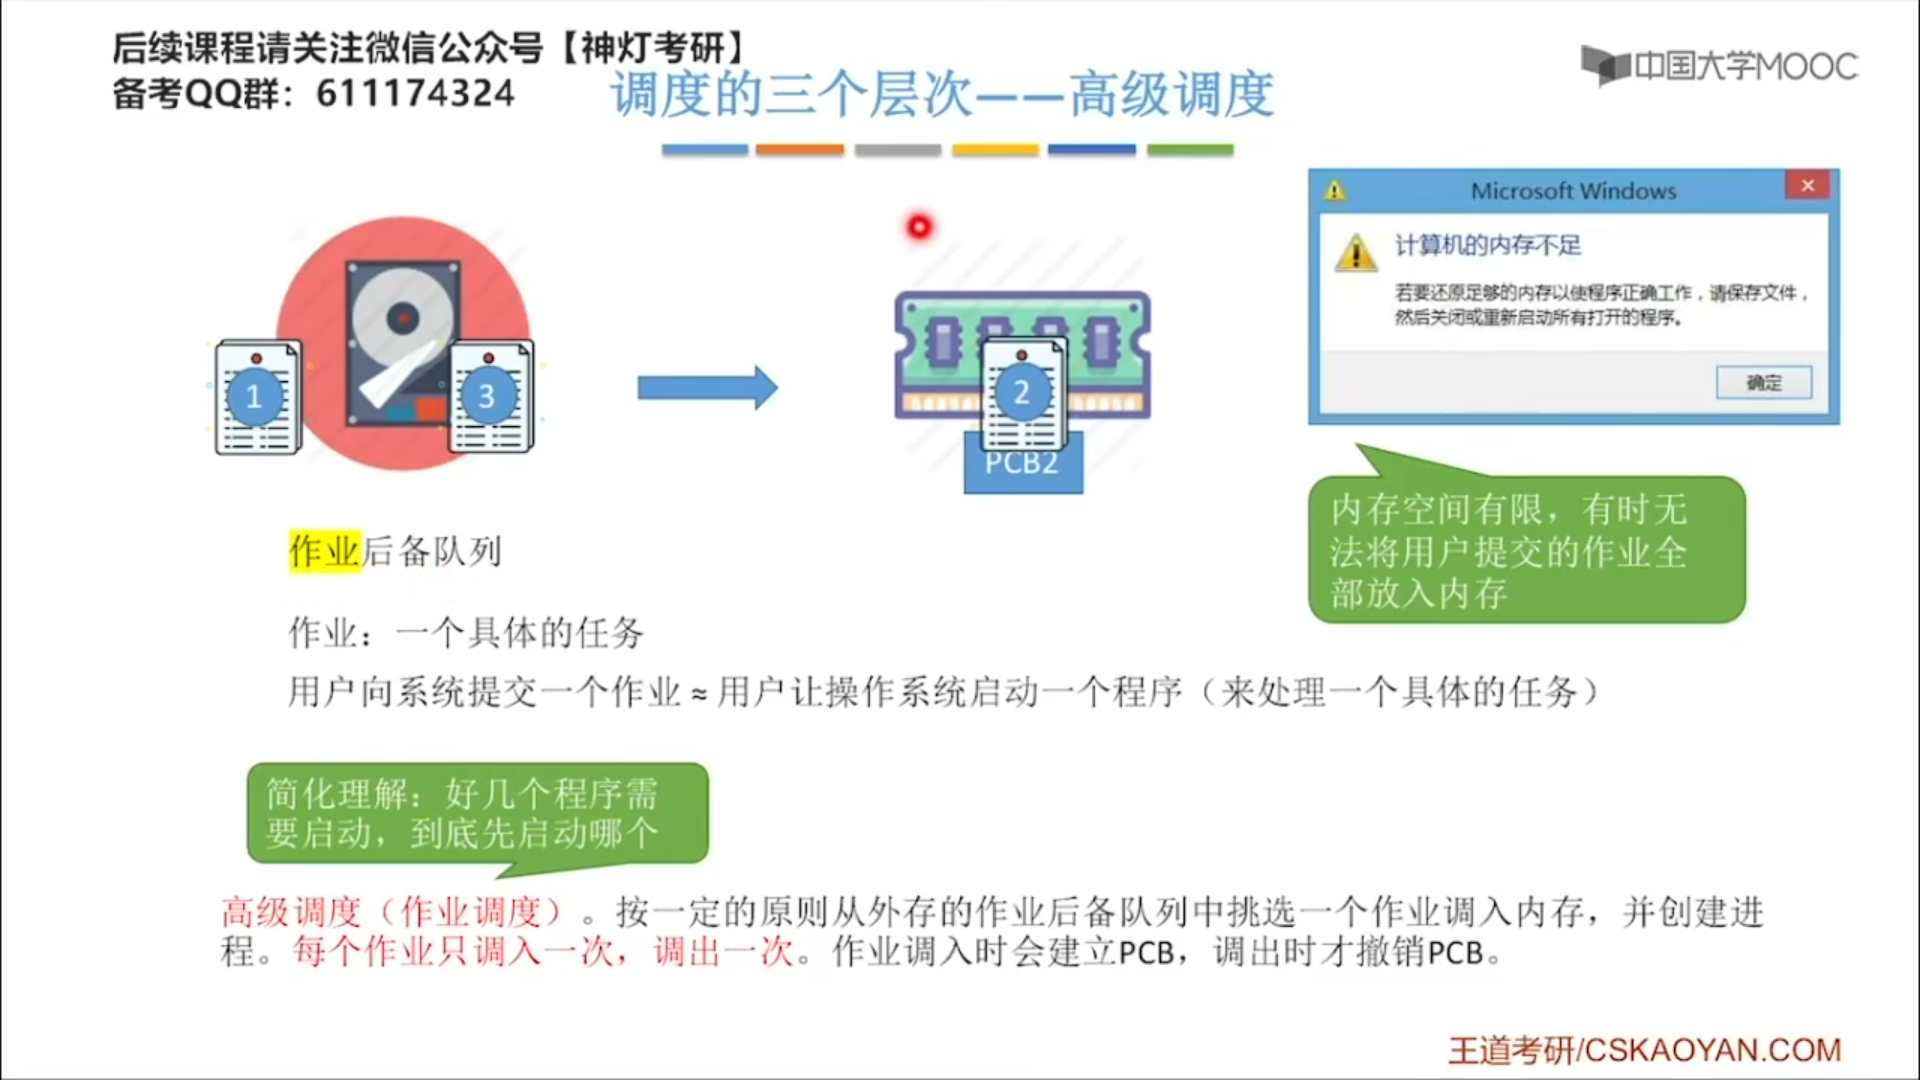 后续课程请关注微信公众号【神灯考研】
备考QQ群：611174324
调度的三个层次——高级调度
中国大学MOOC
Microsoft Windows
计算机的内存不足
若要还原足够的内存以使程序正确工作，请保存文件，
然后关闭或重新启动所有打开的程序。
确定
1
3
2
PCB2
内存空间有限，有时无
法将用户提交的作业全
部放入内存
作业后备队列
作业：一个具体的任务
用户向系统提交一个作业 ≈ 用户让操作系统启动一个程序（来处理一个具体的任务）
简化理解：好几个程序需
要启动，到底先启动哪个
高级调度（作业调度）。按一定的原则从外存的作业后备队列中挑选一个作业调入内存，并创建进
程。每个作业只调入一次，调出一次。作业调入时会建立PCB，调出时才撤销PCB。
王道考研/CSKAOYAN.COM